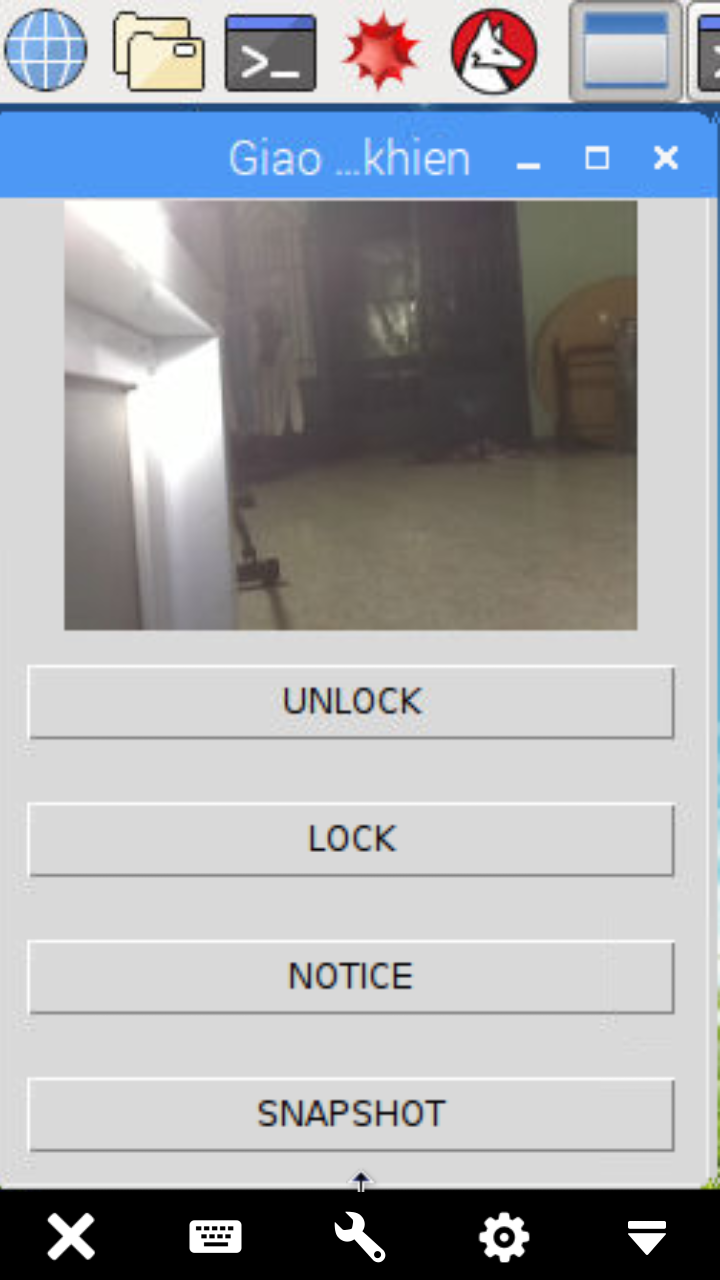 Giao ...khien
UNLOCK
LOCK
NOTICE
SNAPSHOT